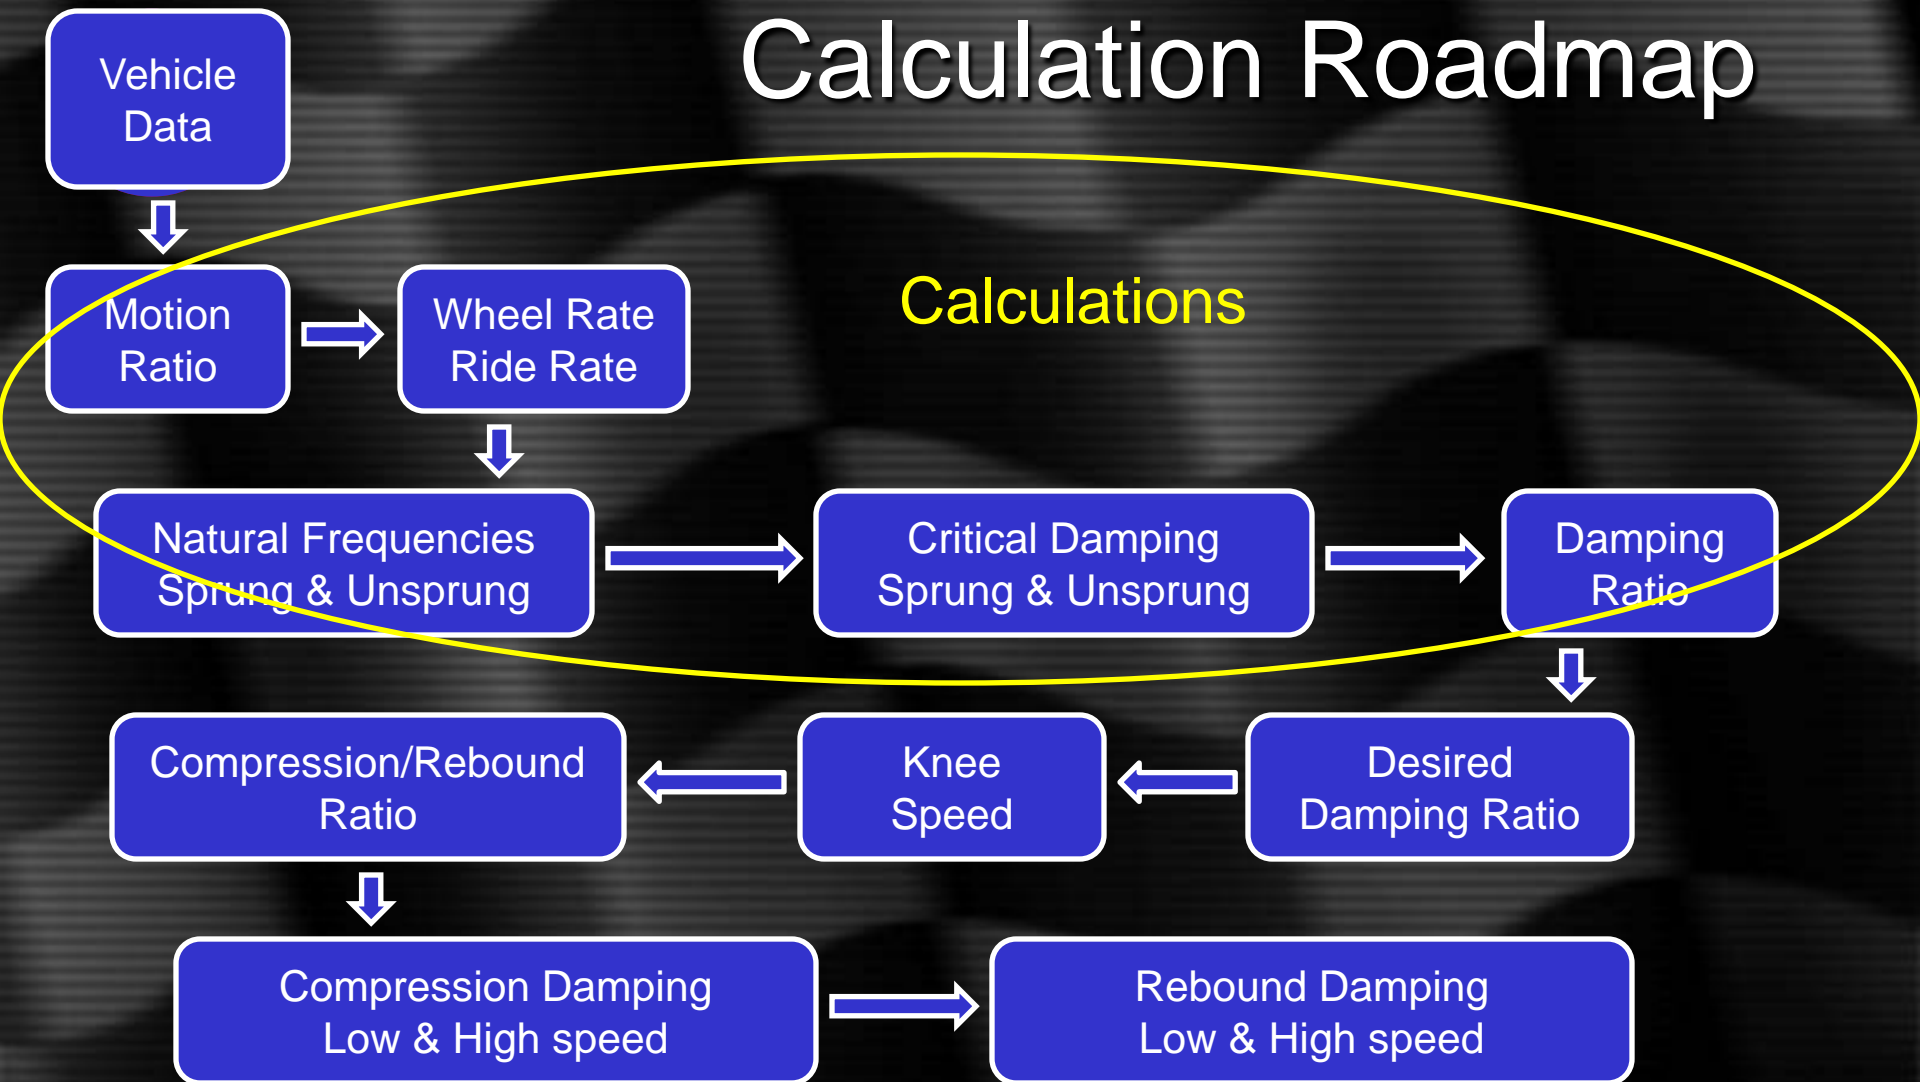 Calculation Roadmap
Vehicle
Data
Motion
Ratio
Wheel Rate
Ride Rate
Calculations
Natural Frequencies
Sprung & Unsprung
Critical Damping
Sprung & Unsprung
Damping
Ratio
Compression/Rebound
Ratio
Knee
Speed
Desired
Damping Ratio
Compression Damping
Low & High speed
Rebound Damping
Low & High speed